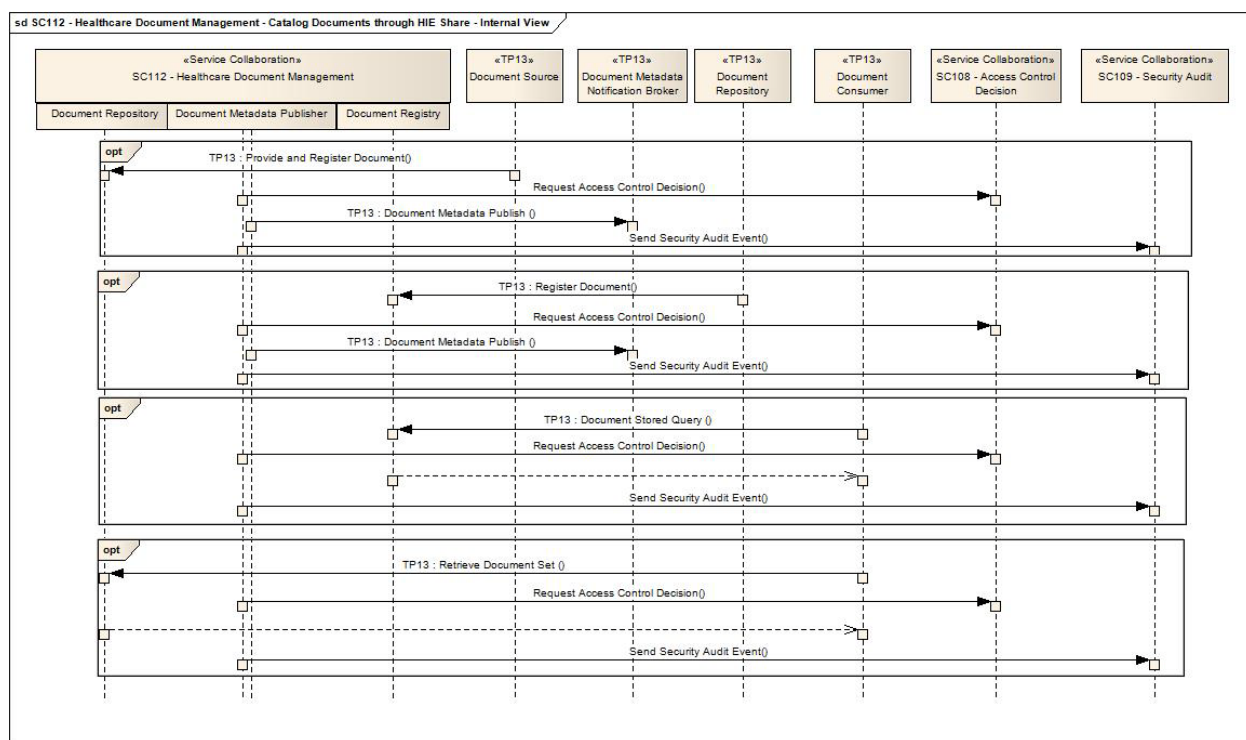 sd SC112 - Healthcare Document Management - Catalog Documents through HIE Share - Internal View
«Service Collaboration»
SC112 - Healthcare Document Management
Document Repository
Document Metadata Publisher
Document Registry
«TP13»
Document Source
«TP13»
Document Metadata
Notification Broker
«TP13»
Document
Repository
«TP13»
Document
Consumer
«Service Collaboration»
SC108 - Access Control
Decision
«Service Collaboration»
SC109 - Security Audit
opt
TP13 : Provide and Register Document()
Request Access Control Decision()
TP13 : Document Metadata Publish ()
Send Security Audit Event()
opt
TP13 : Register Document()
Request Access Control Decision()
TP13 : Document Metadata Publish ()
Send Security Audit Event()
opt
TP13 : Document Stored Query ()
Request Access Control Decision()
Send Security Audit Event()
opt
TP13 : Retrieve Document Set ()
Request Access Control Decision()
Send Security Audit Event()